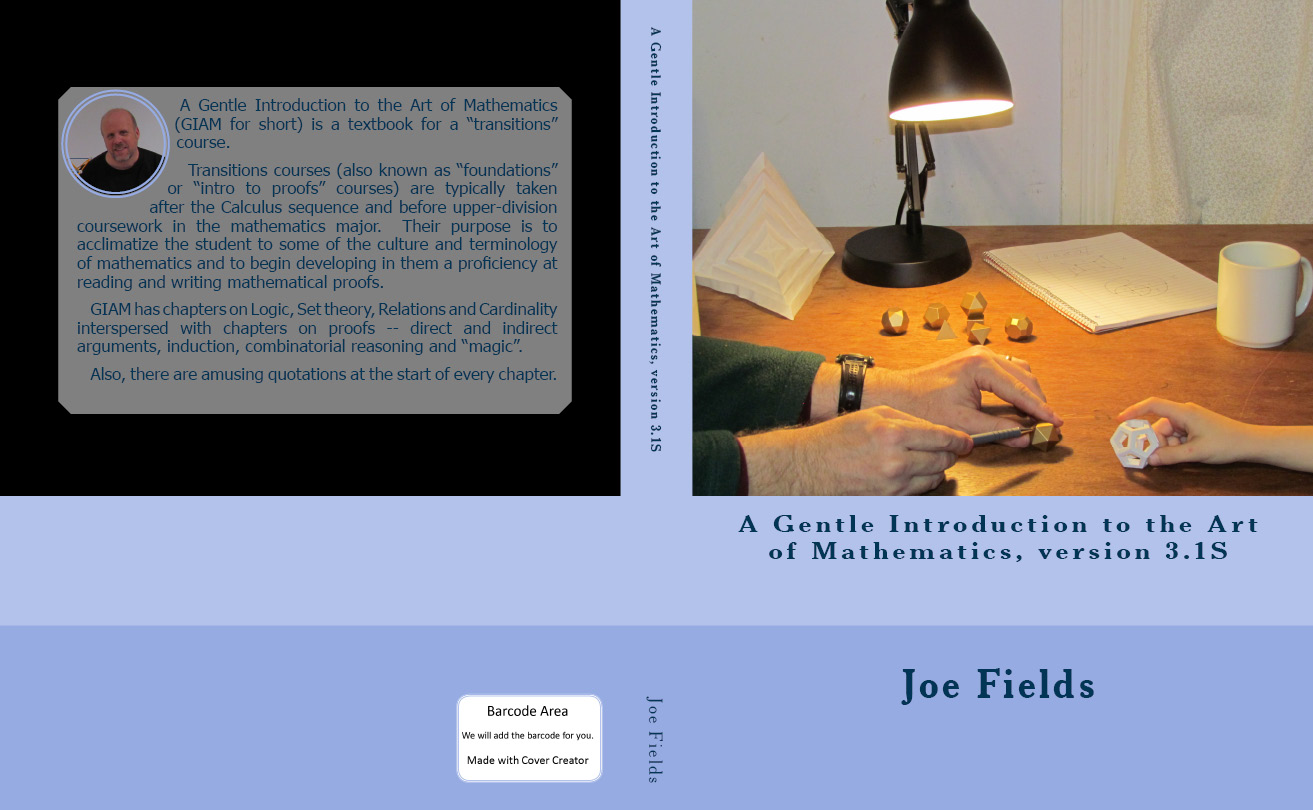 A Gentle Introduction to the Art of Mathematics
(GIAM for short) is a textbook for a “transitions”
course.
Transitions courses (also known as “foundations”
or “intro to proofs” courses) are typically taken
after the Calculus sequence and before upper-division
coursework in the mathematics major. Their purpose is to
acclimatize the student to some of the culture and terminology
of mathematics and to begin developing in them a proficiency at
reading and writing mathematical proofs.
GIAM has chapters on Logic, Set theory, Relations and Cardinality
interspersed with chapters on proofs -- direct and indirect
arguments, induction, combinatorial reasoning and “magic”.
Also, there are amusing quotations at the start of every chapter.
Barcode Area
We will add the barcode for you.
Made with Cover Creator
A Gentle Introduction to the Art of Mathematics, version 3.1S
Joe Fields
A Gentle Introduction to the Art
of Mathematics, version 3.1S
Joe Fields